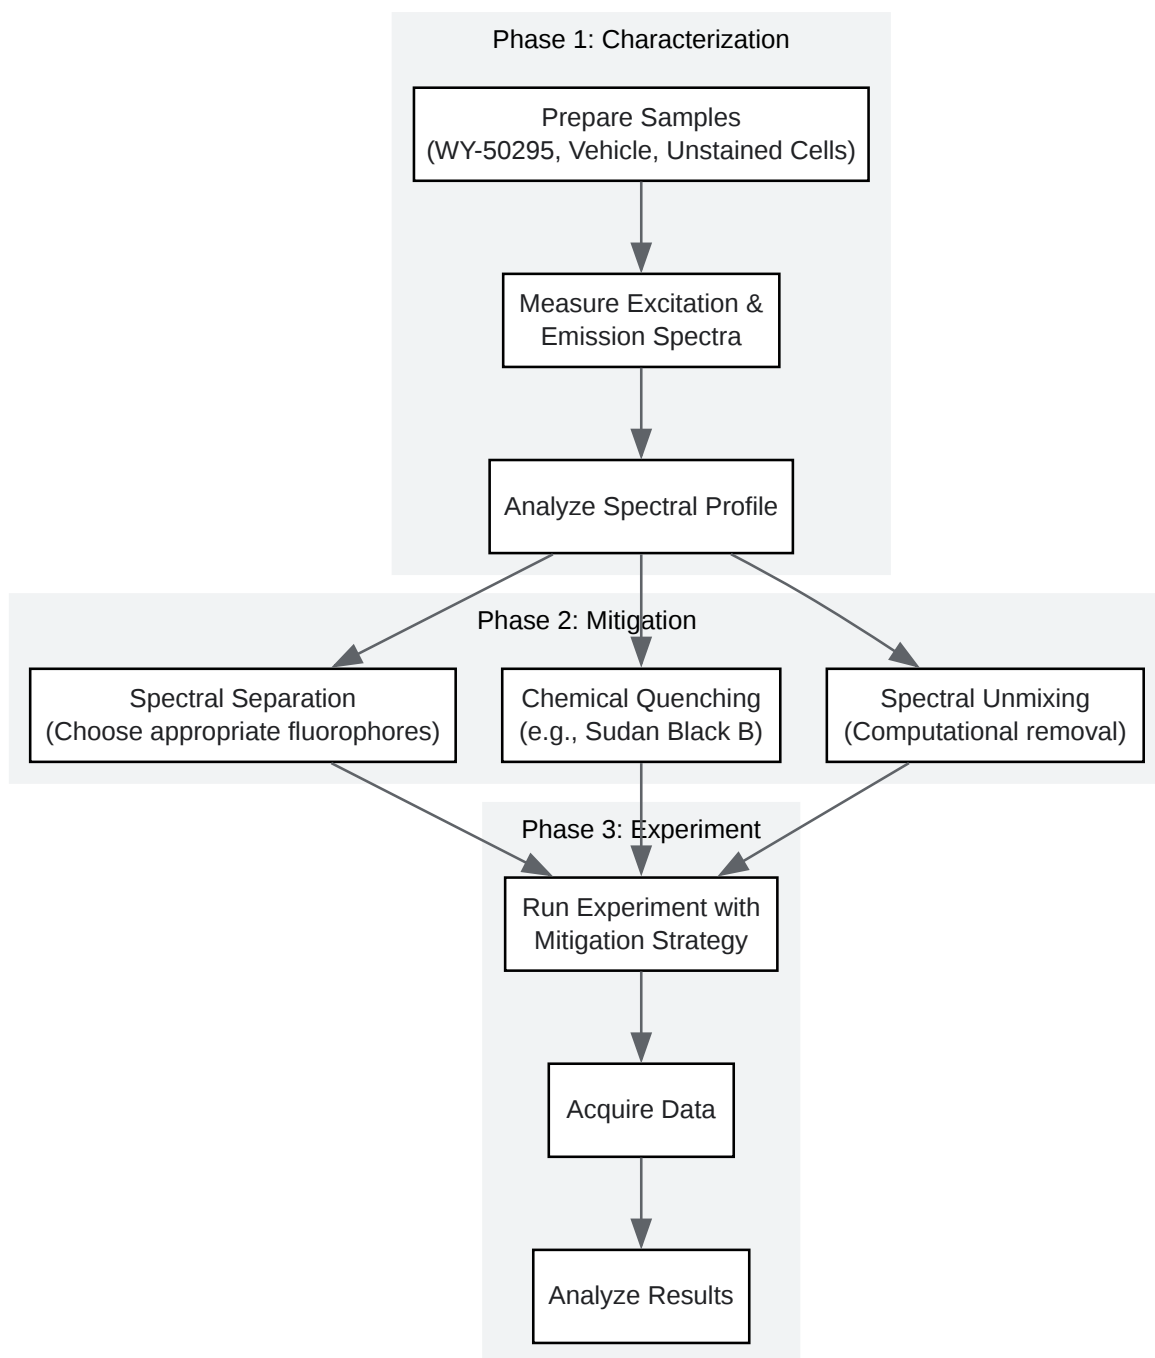 Phase 1: Characterization
Prepare Samples
(WY-50295, Vehicle, Unstained Cells)
Measure Excitation &
Emission Spectra
Analyze Spectral Profile
Phase 2: Mitigation
Spectral Separation
(Choose appropriate fluorophores)
Chemical Quenching
(e.g., Sudan Black B)
Spectral Unmixing
(Computational removal)
Phase 3: Experiment
Run Experiment with
Mitigation Strategy
Acquire Data
Analyze Results